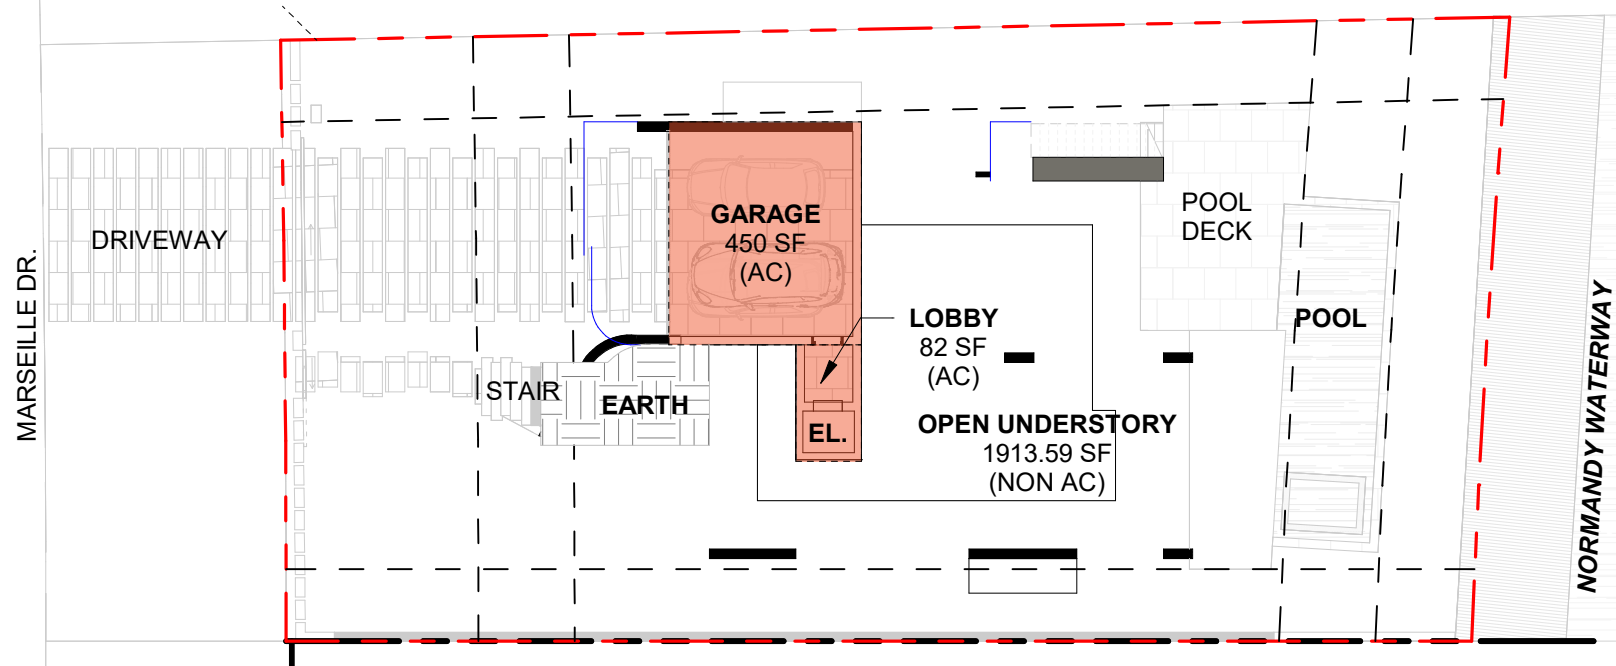 MARSEILLE DR.
DRIVEWAY
GARAGE
450 SF
(AC)
POOL
DECK
LOBBY
82 SF
(AC)
POOL
STAIR
EARTH
EL.
OPEN UNDERSTORY
1913.59 SF
(NON AC)
NORMANDY WATERWAY